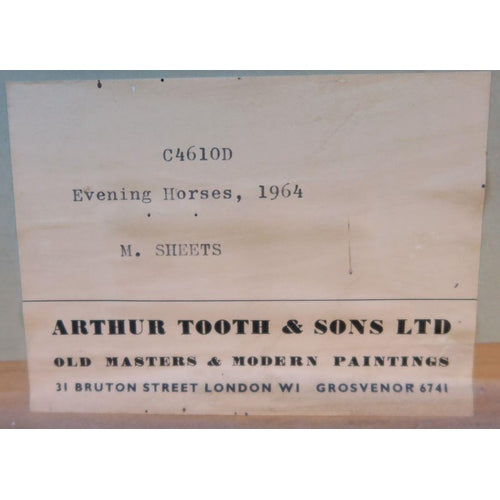 C4610D
Evening Horses, 1964
M. SHEETS
ARTHUR TOOTH & SONS LTD
OLD MASTERS & MODERN PAINTINGS
31 BRUTON STREET LONDON W1 GROSVENOR 6741